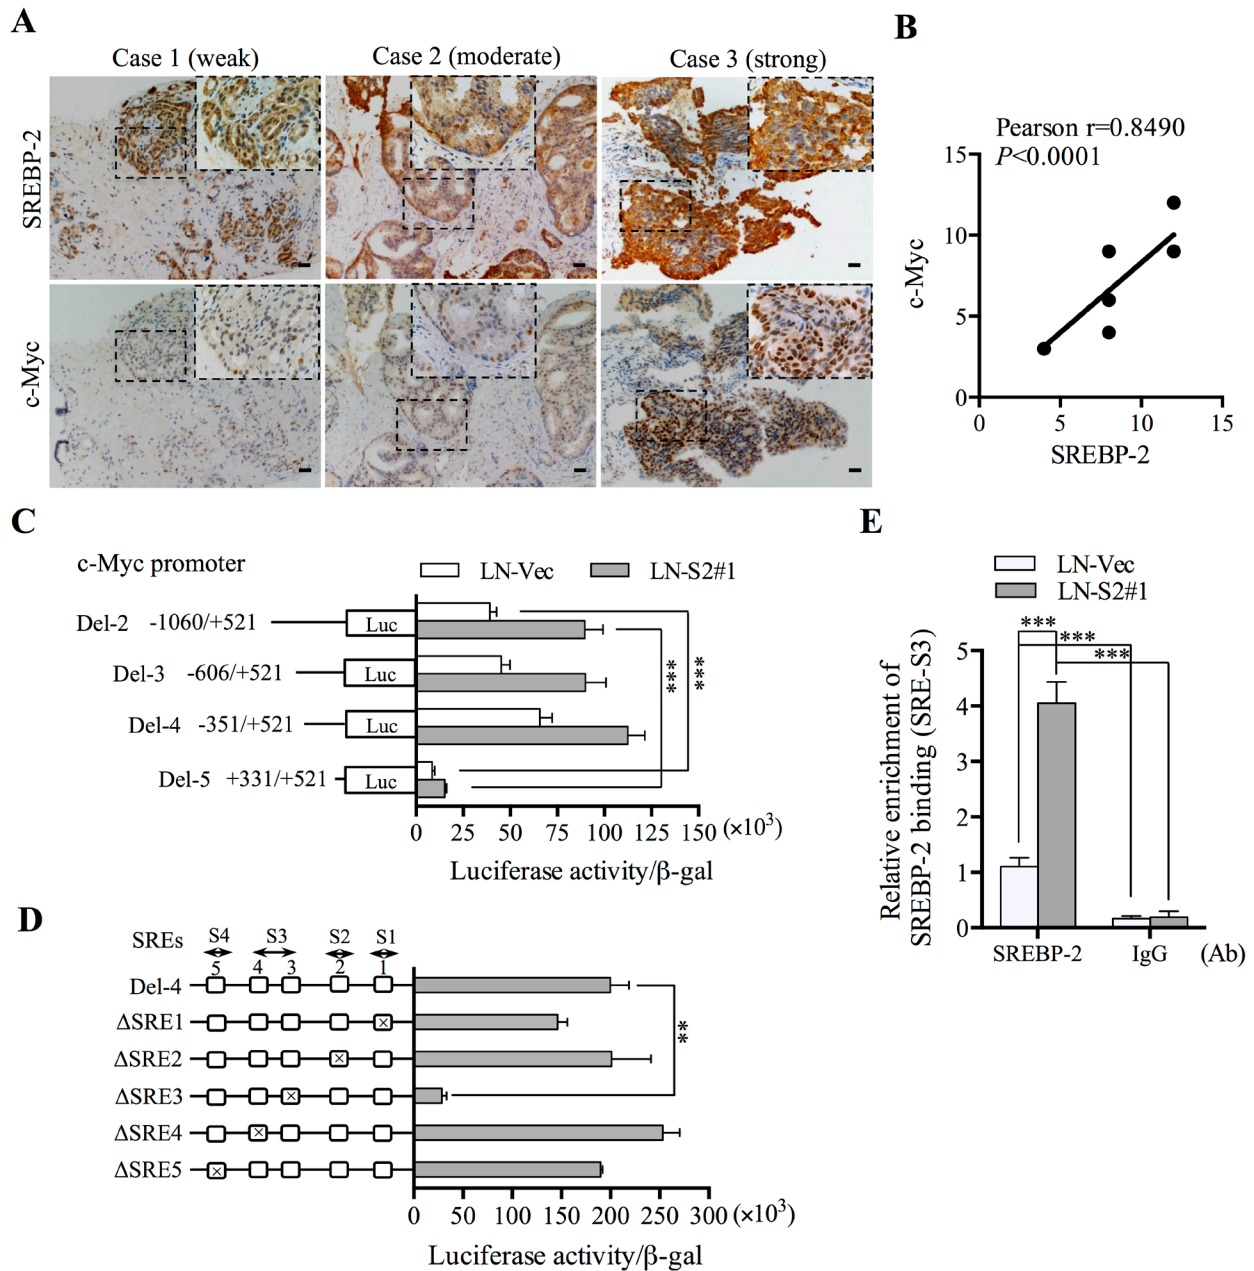 A
Case 1 (weak)
Case 2 (moderate)
Case 3 (strong)
SREBP-2
c-Myc
B
Pearson r=0.8490
P<0.0001
15
10
5
0
c-Myc
0 5 10 15
SREBP-2
C
c-Myc promoter
LN-Vec
LN-S2#1
Del-2 -1060/+521 Luc
Del-3 -606/+521 Luc
Del-4 -351/+521 Luc
Del-5 +331/+521 Luc
***
***
0 25 50 75 100 125 150 (×10³)
Luciferase activity/β-gal
D
SREs S4 S3 S2 S1
5 4 3 2 1
Del-4
ΔSRE1
ΔSRE2
ΔSRE3
ΔSRE4
ΔSRE5
**
0 50 100 150 200 250 300 (×10³)
Luciferase activity/β-gal
E
LN-Vec
LN-S2#1
***
***
***
Relative enrichment of
SREBP-2 binding (SRE-S3)
5
4
3
2
1
0
SREBP-2 IgG (Ab)